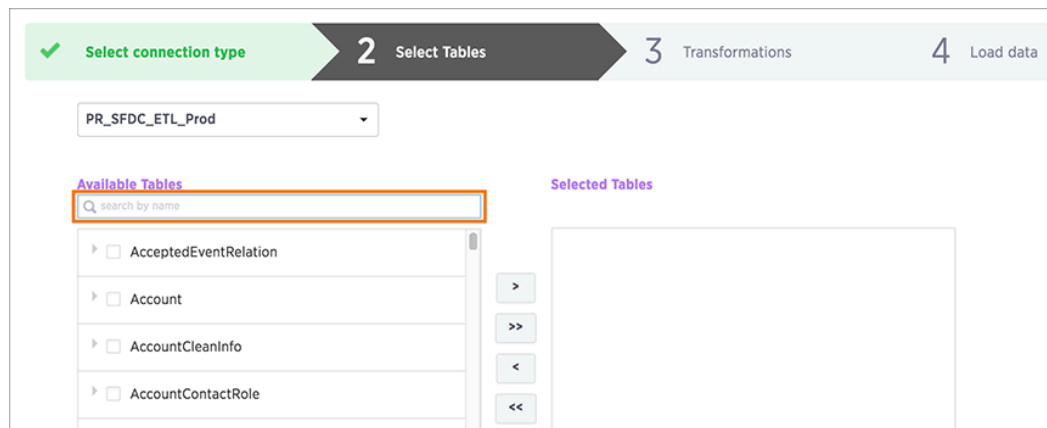 Select connection type
2 Select Tables
3 Transformations
4 Load data
PR_SFDC_ETL_Prod
Available Tables
Selected Tables
search by name
AcceptedEventRelation
Account
>
>>
AccountCleanInfo
<
AccountContactRole
<<